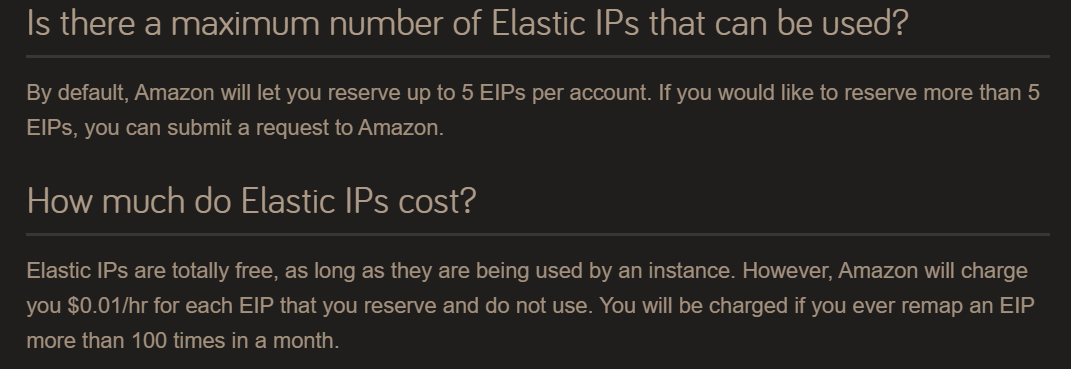 Is there a maximum number of Elastic IPs that can be used?
By default, Amazon will let you reserve up to 5 EIPs per account. If you would like to reserve more than 5
EIPs, you can submit a request to Amazon.
How much do Elastic IPs cost?
Elastic IPs are totally free, as long as they are being used by an instance. However, Amazon will charge
you $0.01/hr for each EIP that you reserve and do not use. You will be charged if you ever remap an EIP
more than 100 times in a month.